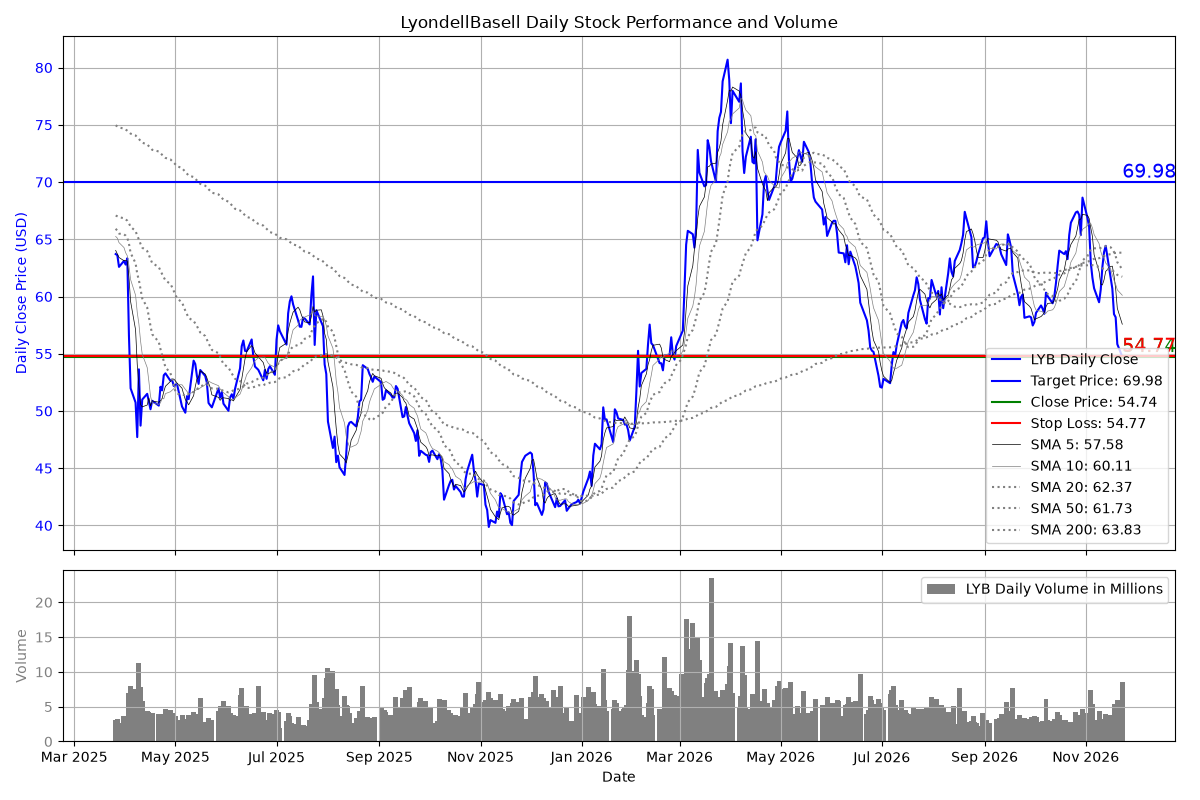 LyondellBasell Daily Stock Performance and Volume
Daily Close Price (USD)
80
75
70
65
60
55
50
45
40
69.98
54.77
LYB Daily Close
Target Price: 69.98
Close Price: 54.74
Stop Loss: 54.77
SMA 5: 57.58
SMA 10: 60.11
SMA 20: 62.37
SMA 50: 61.73
SMA 200: 63.83
Volume
20
15
10
5
0
LYB Daily Volume in Millions
Mar 2025 May 2025 Jul 2025 Sep 2025 Nov 2025 Jan 2026 Mar 2026 May 2026 Jul 2026 Sep 2026 Nov 2026
Date